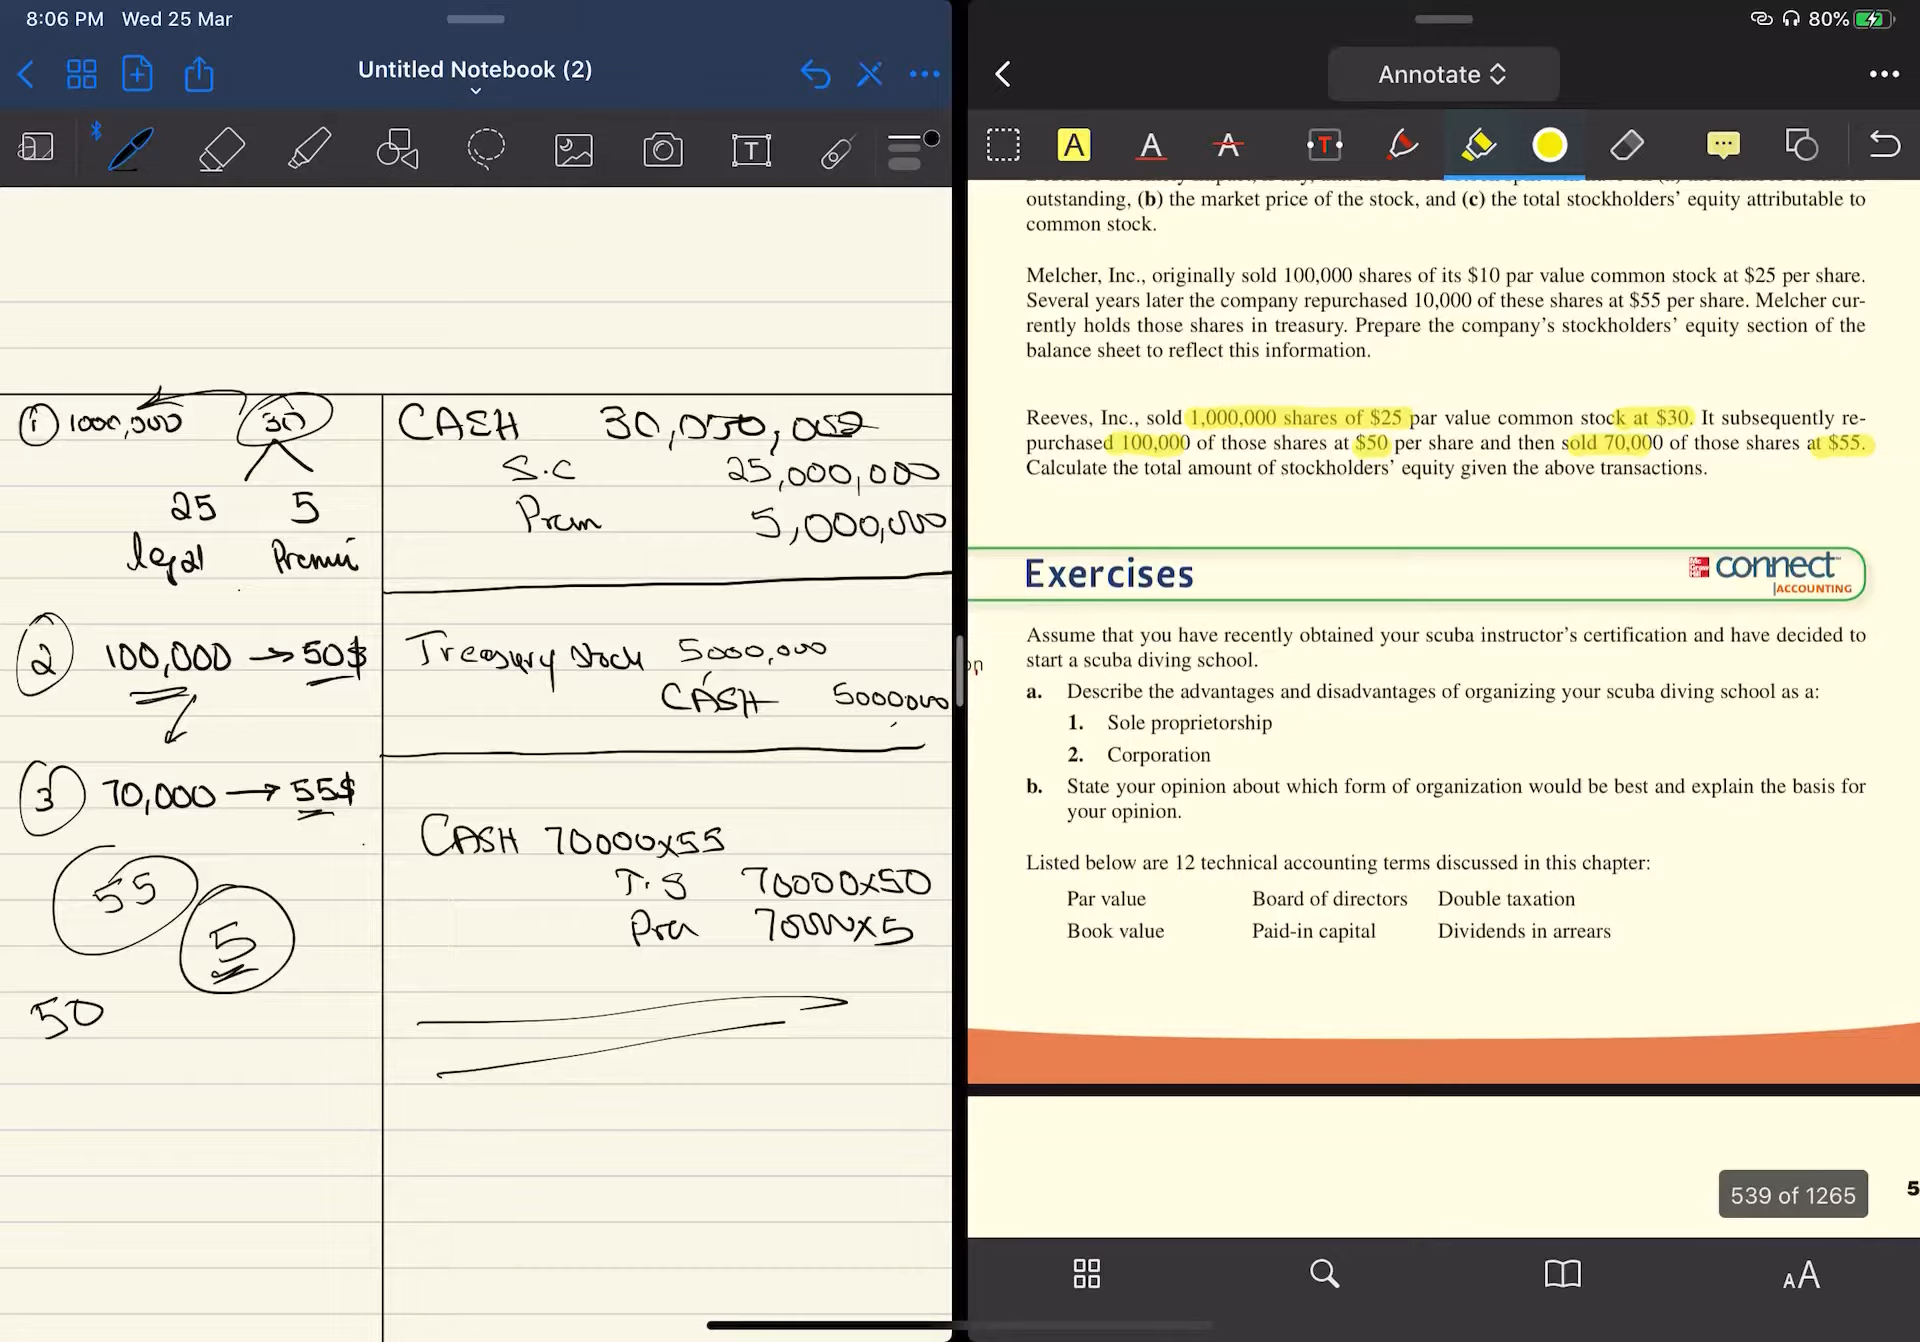 8:06 PM Wed 25 Mar
80%
Untitled Notebook (2)
Annotate
① 1000,000 30
25 5
legal Premi
② 100,000 → 50$
③ 70,000 → 55$
55
5
50
CASH 30,000,000
S.C 25,000,000
Prem 5,000,000
Treasury Stock 5000,000
CASH 5000000
CASH 70000x55
T.S 70000x50
Pre 70000x5
outstanding, (b) the market price of the stock, and (c) the total stockholders' equity attributable to
common stock.
Melcher, Inc., originally sold 100,000 shares of its $10 par value common stock at $25 per share.
Several years later the company repurchased 10,000 of these shares at $55 per share. Melcher cur-
rently holds those shares in treasury. Prepare the company's stockholders' equity section of the
balance sheet to reflect this information.
Reeves, Inc., sold 1,000,000 shares of $25 par value common stock at $30. It subsequently re-
purchased 100,000 of those shares at $50 per share and then sold 70,000 of those shares at $55.
Calculate the total amount of stockholders' equity given the above transactions.
Exercises
Mc Graw Hill connect
|ACCOUNTING
Assume that you have recently obtained your scuba instructor's certification and have decided to
start a scuba diving school.
a. Describe the advantages and disadvantages of organizing your scuba diving school as a:
1. Sole proprietorship
2. Corporation
b. State your opinion about which form of organization would be best and explain the basis for
your opinion.
Listed below are 12 technical accounting terms discussed in this chapter:
Par value Board of directors Double taxation
Book value Paid-in capital Dividends in arrears
539 of 1265
5
AA